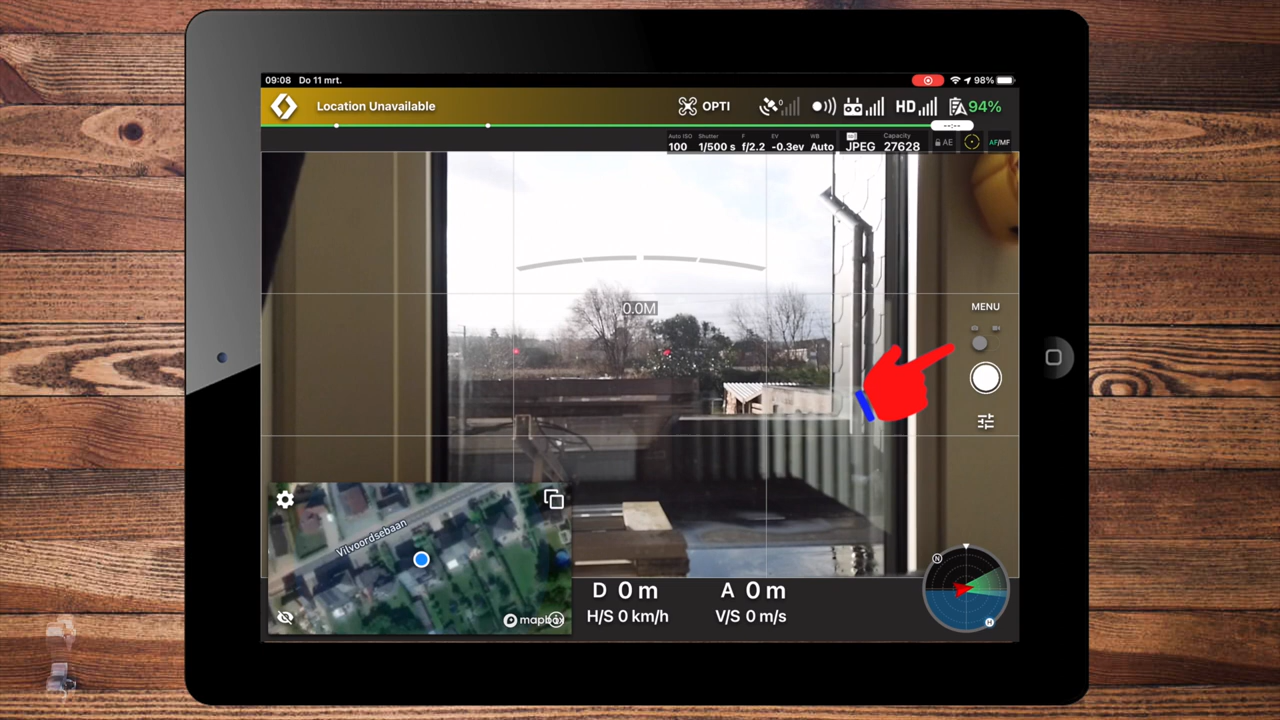 09:08 Do 11 mrt. 98%
Location Unavailable OPTI 0 HD 94%
--:--
Auto ISO Shutter F EV WB Capacity
100 1/500 s f/2.2 -0.3ev Auto JPEG 27628 AE AF/MF
0.0M
MENU
Vilvoordsebaan
mapbox
N
H
D 0 m A 0 m
H/S 0 km/h V/S 0 m/s